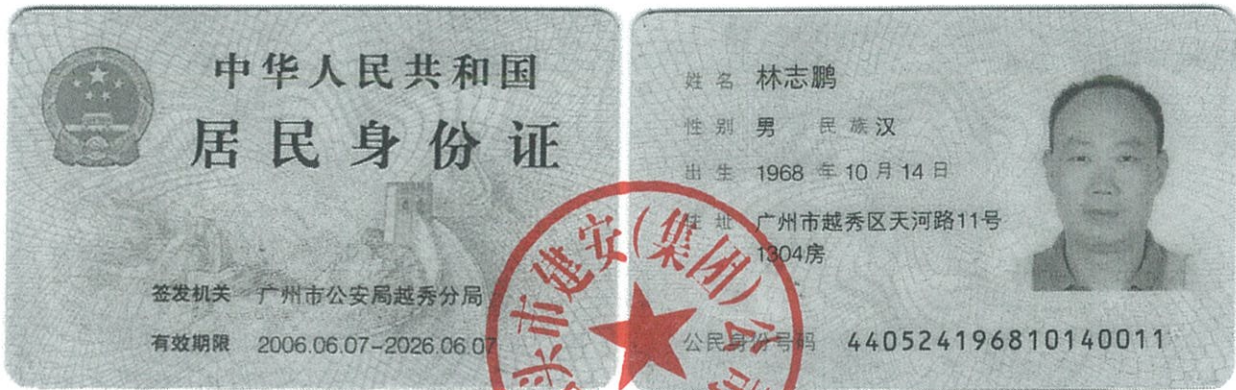 中华人民共和国
居民身份证
签发机关 广州市公安局越秀分局
有效期限 2006.06.07-2026.06.07
姓名 林志鹏
性别 男 民族 汉
出生 1968 年 10 月 14 日
住址 广州市越秀区天河路11号
1304房
公民身份号码 440524196810140011
头市建安(集团)公司